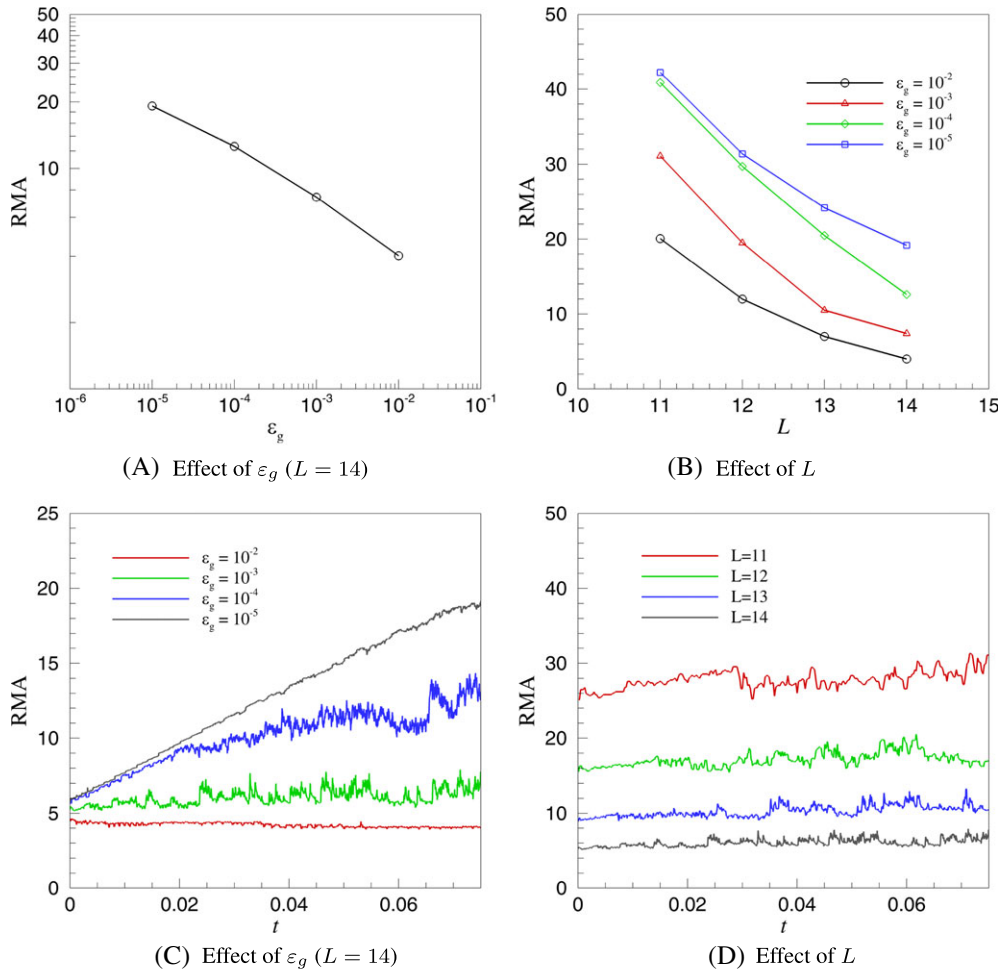 50
40
30
20
10
RMA
10⁻⁶ 10⁻⁵ 10⁻⁴ 10⁻³ 10⁻² 10⁻¹
ε_g
(A) Effect of ε_g (L = 14)
50
40
30
20
10
0
RMA
ε_g = 10⁻²
ε_g = 10⁻³
ε_g = 10⁻⁴
ε_g = 10⁻⁵
10 11 12 13 14 15
L
(B) Effect of L
25
20
15
10
5
0
RMA
ε_g = 10⁻²
ε_g = 10⁻³
ε_g = 10⁻⁴
ε_g = 10⁻⁵
0 0.02 0.04 0.06
t
(C) Effect of ε_g (L = 14)
50
40
30
20
10
0
RMA
L=11
L=12
L=13
L=14
0 0.02 0.04 0.06
t
(D) Effect of L